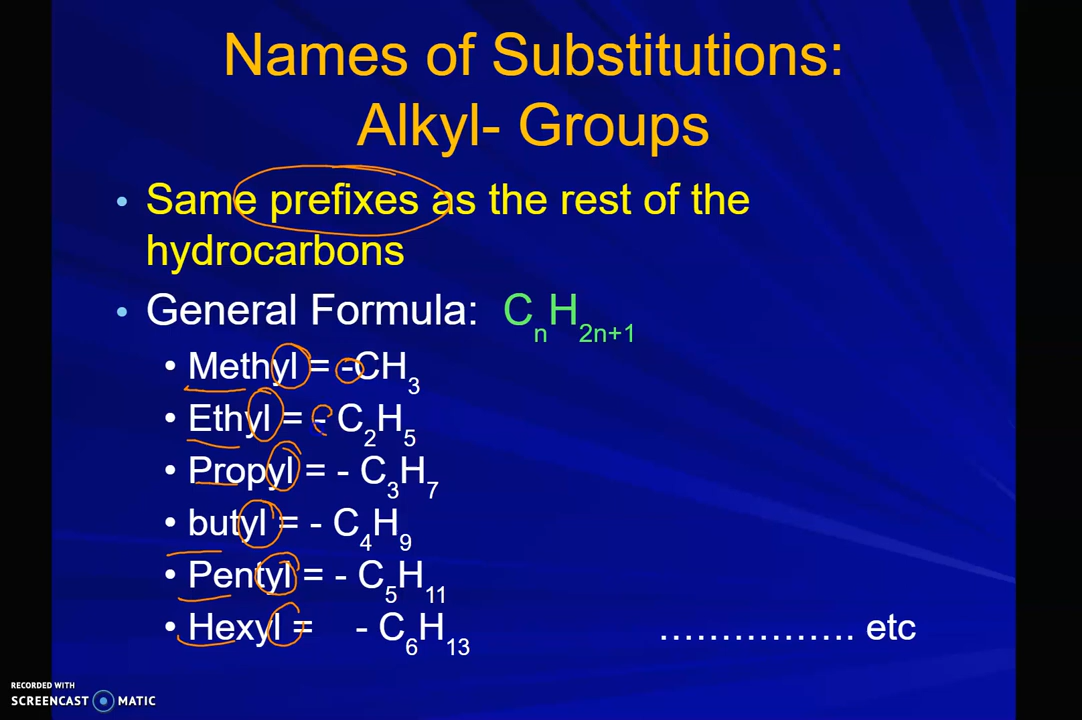 Names of Substitutions:
Alkyl- Groups
• Same prefixes as the rest of the
hydrocarbons
• General Formula: CₙH₂ₙ₊₁
• Methyl = -CH₃
• Ethyl = - C₂H₅
• Propyl = - C₃H₇
• butyl = - C₄H₉
• Pentyl = - C₅H₁₁
• Hexyl = - C₆H₁₃ ................ etc
RECORDED WITH
SCREENCAST MATIC